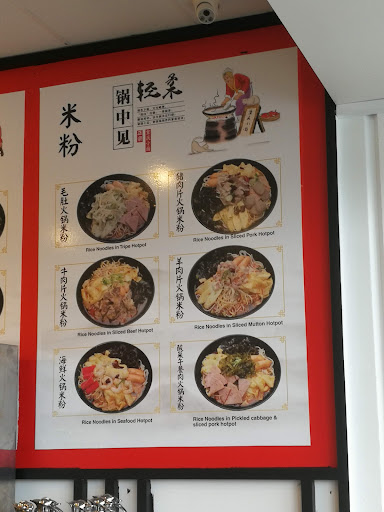 米粉
锅中见
轻菜
毛肚火锅米粉
Rice Noodles in Tripe Hotpot
猪肉片火锅米粉
Rice Noodles in Sliced Pork Hotpot
牛肉片火锅米粉
Rice Noodles in Sliced Beef Hotpot
羊肉片火锅米粉
Rice Noodles in Sliced Mutton Hotpot
海鲜火锅米粉
Rice Noodles in Seafood Hotpot
酸菜午餐肉火锅米粉
Rice Noodles in Pickled cabbage &
sliced pork hotpot